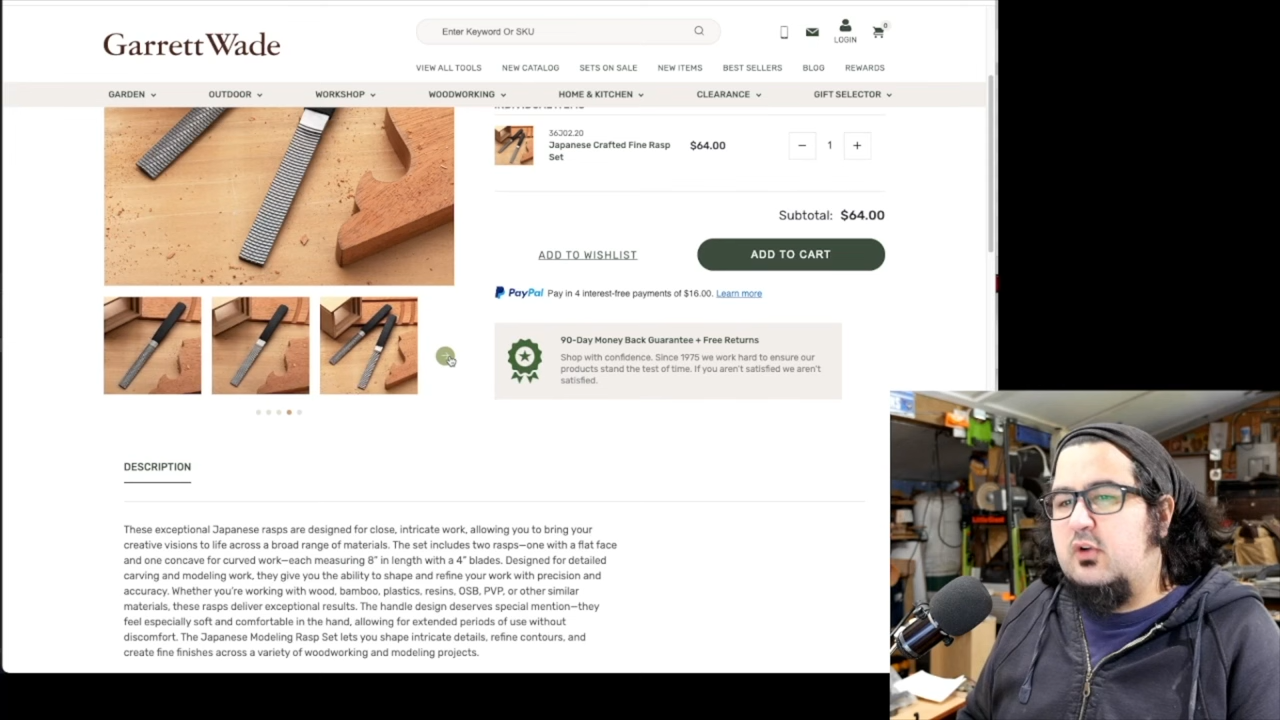 Enter Keyword Or SKU
GarrettWade
LOGIN
0
VIEW ALL TOOLS NEW CATALOG SETS ON SALE NEW ITEMS BEST SELLERS BLOG REWARDS
GARDEN OUTDOOR WORKSHOP WOODWORKING HOME & KITCHEN CLEARANCE GIFT SELECTOR
36J02.20
Japanese Crafted Fine Rasp
Set
$64.00
1
Subtotal: $64.00
ADD TO WISHLIST
ADD TO CART
PayPal Pay in 4 interest-free payments of $16.00. Learn more
90-Day Money Back Guarantee + Free Returns
Shop with confidence. Since 1975 we work hard to ensure our
products stand the test of time. If you aren't satisfied we aren't
satisfied.
DESCRIPTION
These exceptional Japanese rasps are designed for close, intricate work, allowing you to bring your
creative visions to life across a broad range of materials. The set includes two rasps—one with a flat face
and one concave for curved work—each measuring 8" in length with a 4" blades. Designed for detailed
carving and modeling work, they give you the ability to shape and refine your work with precision and
accuracy. Whether you're working with wood, bamboo, plastics, resins, OSB, PVP, or other similar
materials, these rasps deliver exceptional results. The handle design deserves special mention—they
feel especially soft and comfortable in the hand, allowing for extended periods of use without
discomfort. The Japanese Modeling Rasp Set lets you shape intricate details, refine contours, and
create fine finishes across a variety of woodworking and modeling projects.